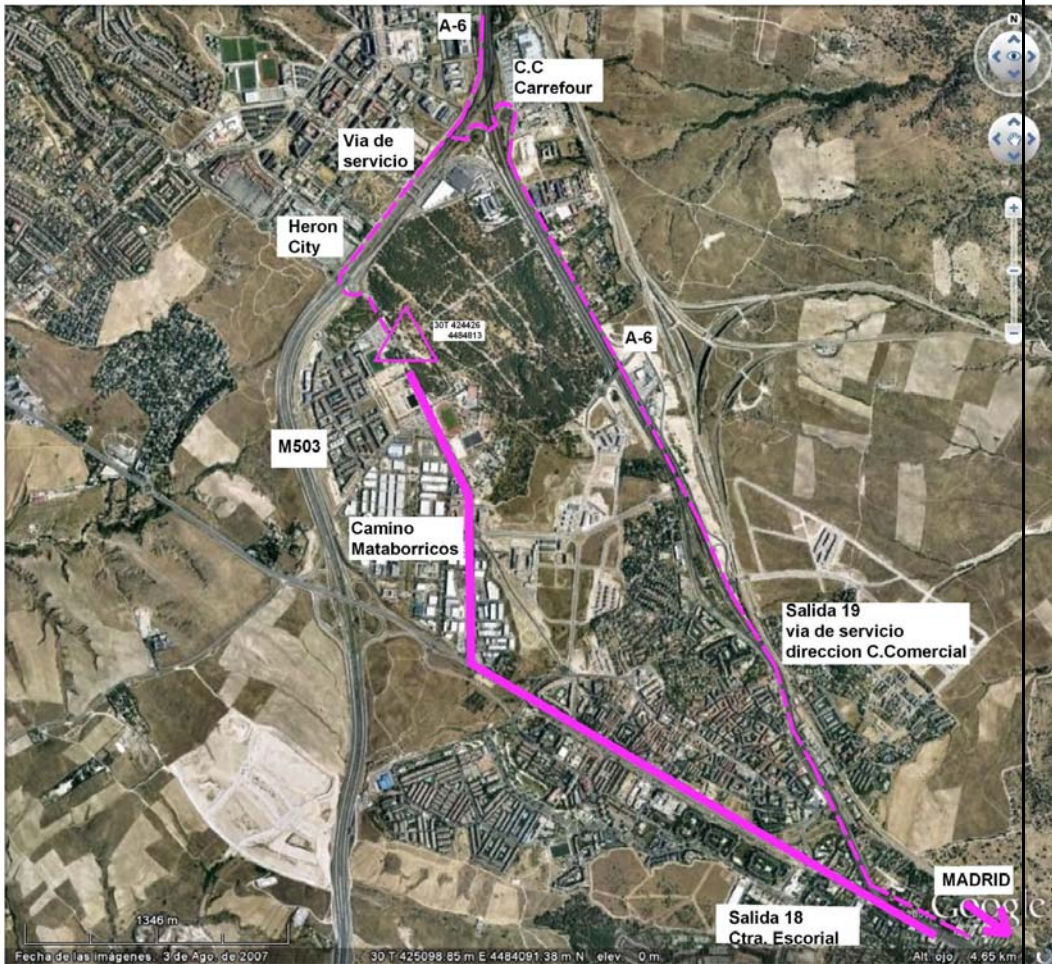 A-6
N
C.C
Carrefour
Via de
servicio
Heron
City
30T 424426
4484813
A-6
M503
Camino
Mataborricos
Salida 19
via de servicio
direccion C.Comercial
MADRID
Google
Salida 18
Ctra. Escorial
1346 m
Fecha de las imágenes: 3 de Ago. de 2007
30 T 425098.85 m E 4484091.38 m N
elev
0 m
Alt. ojo
4.65 km